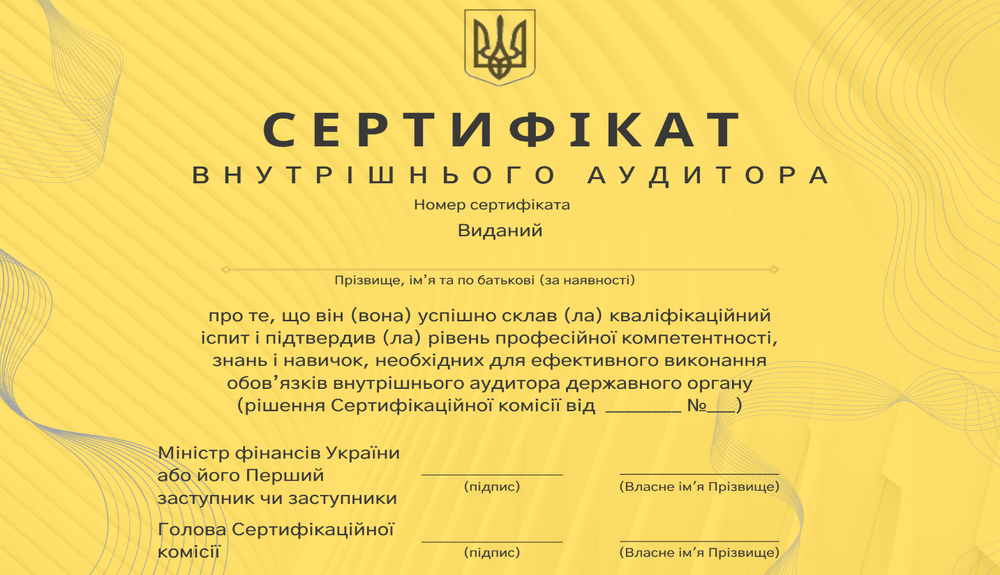 СЕРТИФІКАТ
ВНУТРІШНЬОГО АУДИТОРА
Номер сертифіката
Виданий
Прізвище, ім’я та по батькові (за наявності)
про те, що він (вона) успішно склав (ла) кваліфікаційний
іспит і підтвердив (ла) рівень професійної компетентності,
знань і навичок, необхідних для ефективного виконання
обов’язків внутрішнього аудитора державного органу
(рішення Сертифікаційної комісії від ________ №___)
Міністр фінансів України
або його Перший
заступник чи заступники
(підпис) (Власне ім’я Прізвище)
Голова Сертифікаційної
комісії
(підпис) (Власне ім’я Прізвище)